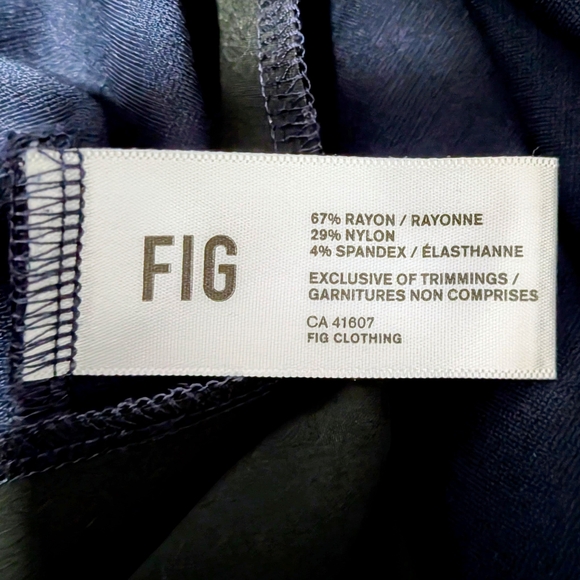 FIG
67% RAYON / RAYONNE
29% NYLON
4% SPANDEX / ÉLASTHANNE
EXCLUSIVE OF TRIMMINGS /
GARNITURES NON COMPRISES
CA 41607
FIG CLOTHING